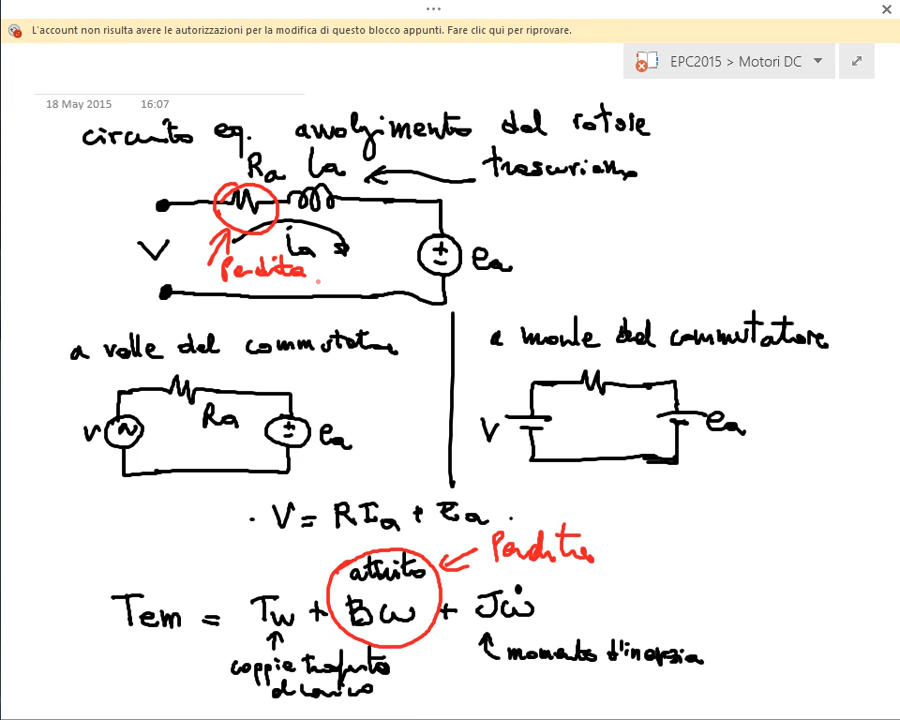 L'account non risulta avere le autorizzazioni per la modifica di questo blocco appunti. Fare clic qui per riprovare.
EPC2015 > Motori DC
18 May 2015 16:07
circuito eq. avvolgimento del rotore
Ra La
trascuriamo
V
ia
ea
Perdita
a valle del commutatore
a monte del commutatore
V Ra ea
V ea
. V = RIa + Ea .
Perdita
attrito
Tem = Tw + Bω + Jω̇
coppia trasferita
al carico
momento d'inerzia